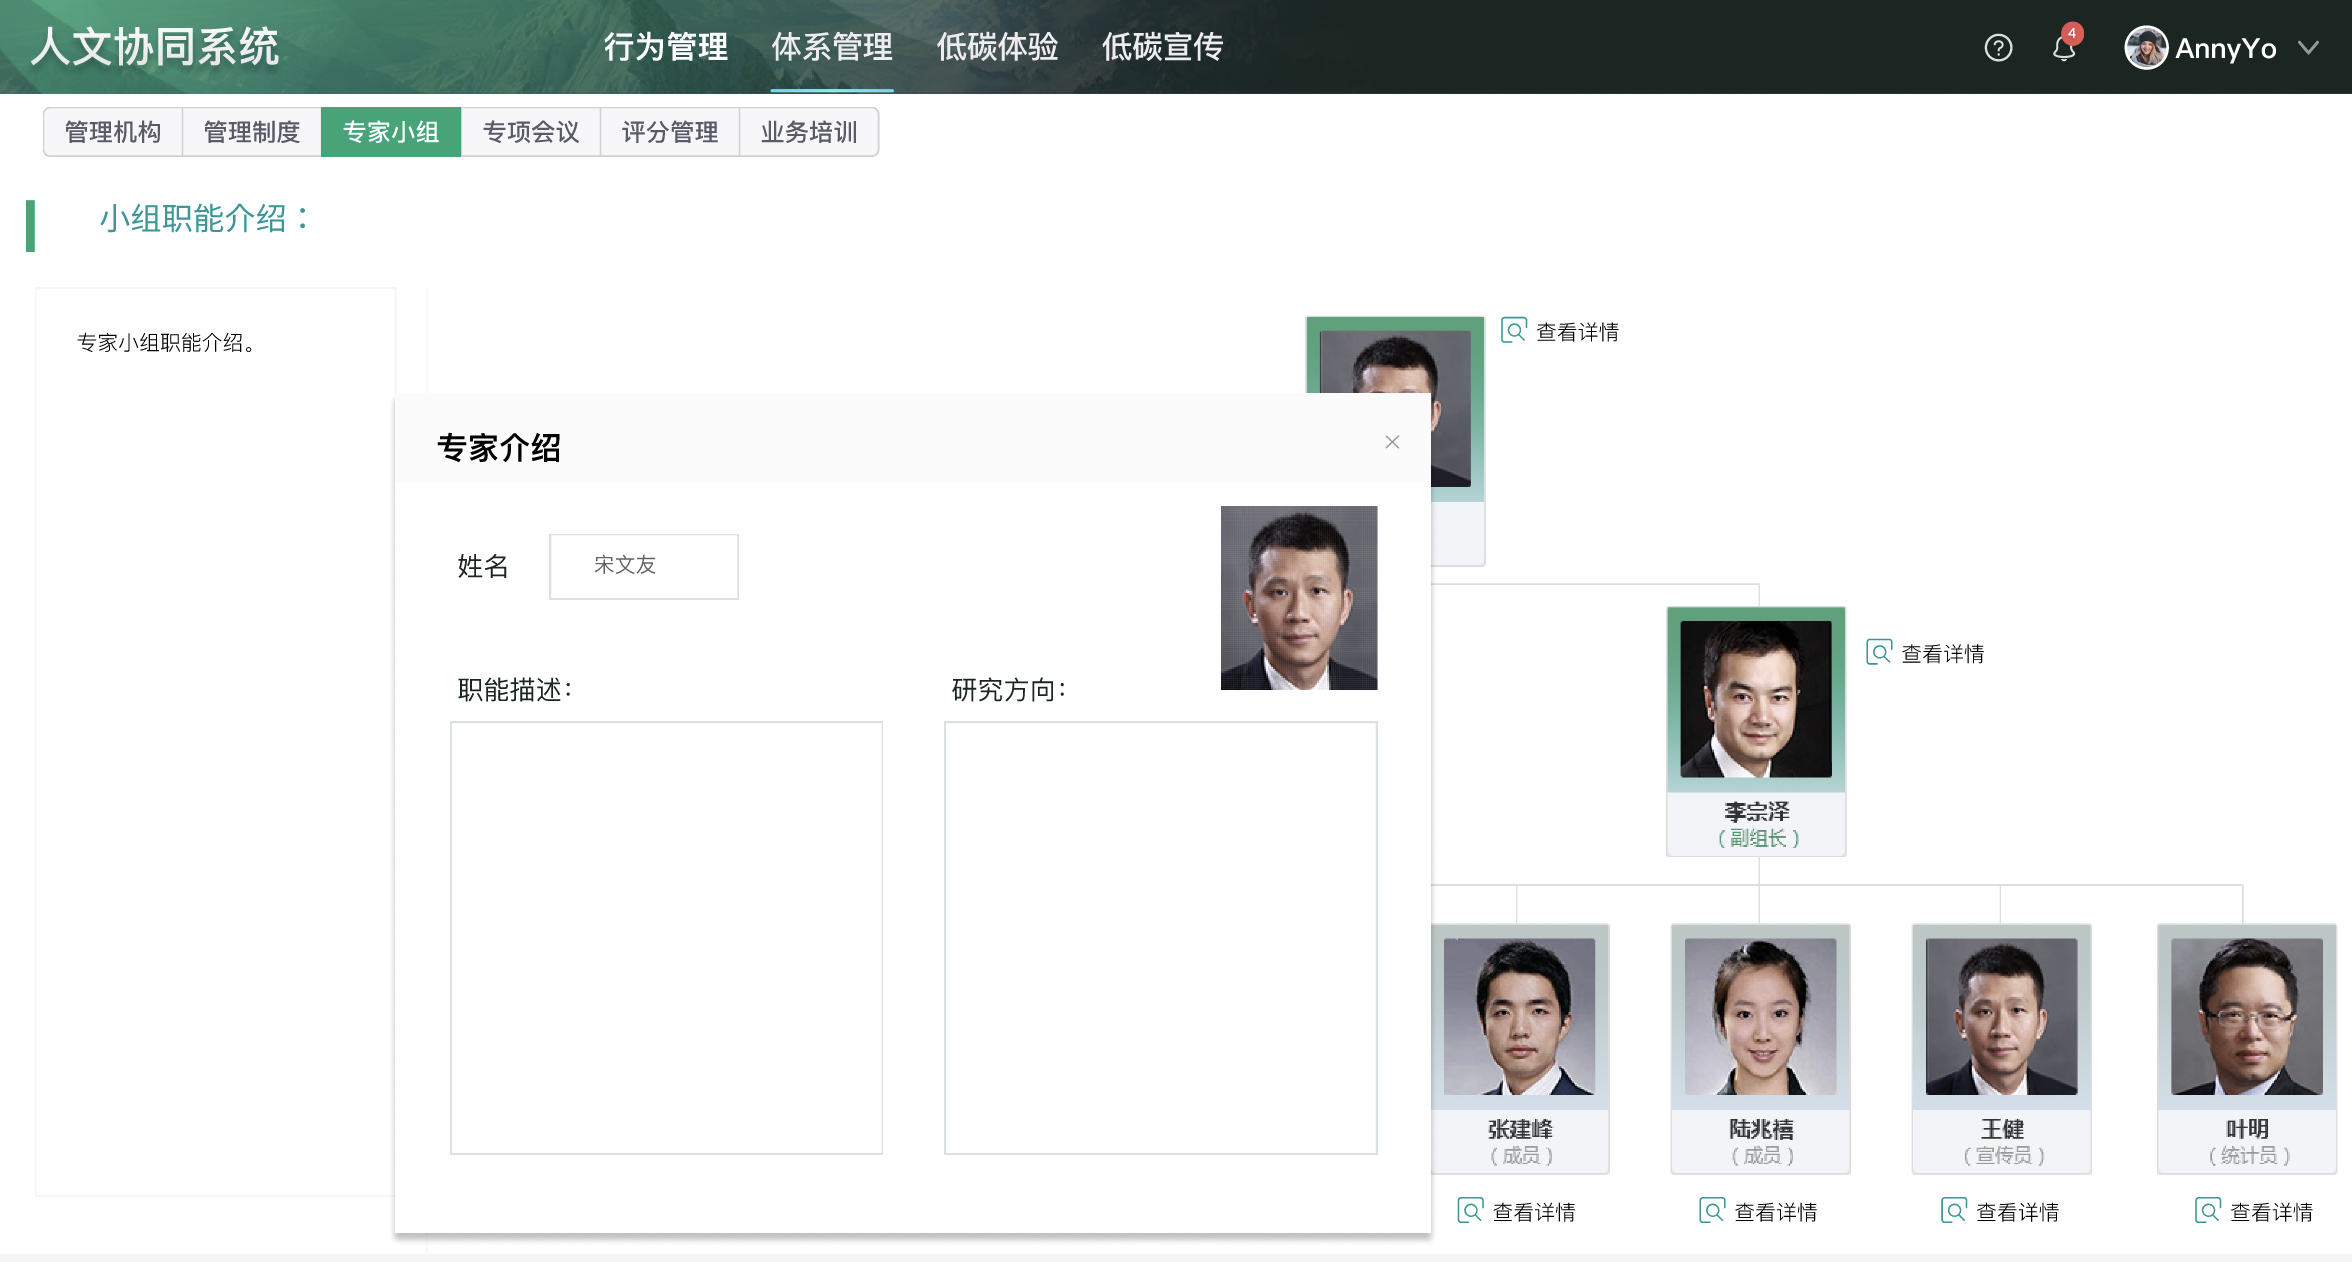 人文协同系统
行为管理 体系管理 低碳体验 低碳宣传
4
AnnyYo
管理机构 管理制度 专家小组 专项会议 评分管理 业务培训
小组职能介绍：
专家小组职能介绍。
查看详情
专家介绍
姓名 宋文友
查看详情
职能描述： 研究方向：
李宗泽
（副组长）
张建峰 陆兆禧 王健 叶明
（成员） （成员） （宣传员） （统计员）
查看详情 查看详情 查看详情 查看详情